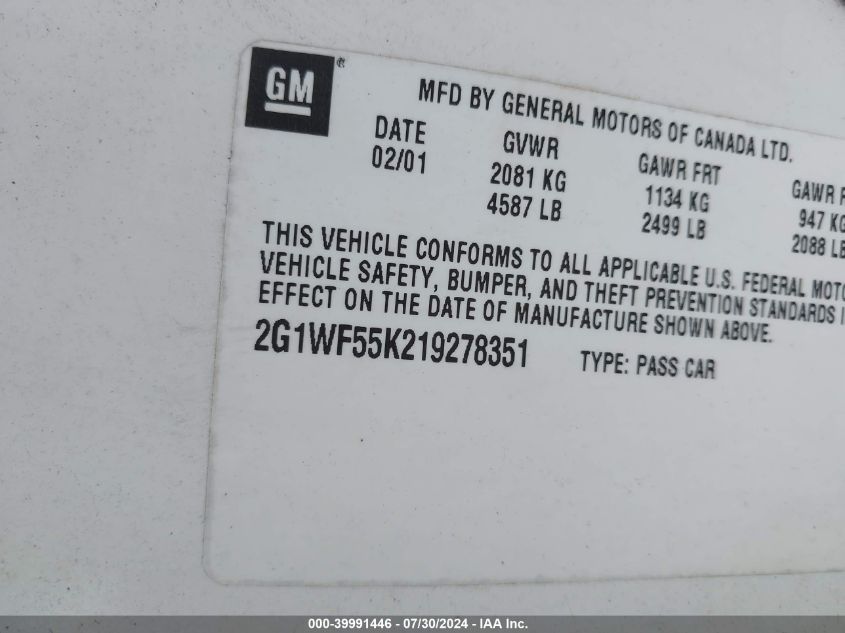 GM®
MFD BY GENERAL MOTORS OF CANADA LTD.
DATE GVWR GAWR FRT GAWR
02/01 2081 KG 1134 KG 947 KG
4587 LB 2499 LB 2088 LB
THIS VEHICLE CONFORMS TO ALL APPLICABLE U.S. FEDERAL
VEHICLE SAFETY, BUMPER, AND THEFT PREVENTION STANDARDS
EFFECT ON THE DATE OF MANUFACTURE SHOWN ABOVE.
2G1WF55K219278351 TYPE: PASS CAR
000-39991446 - 07/30/2024 - IAA Inc.